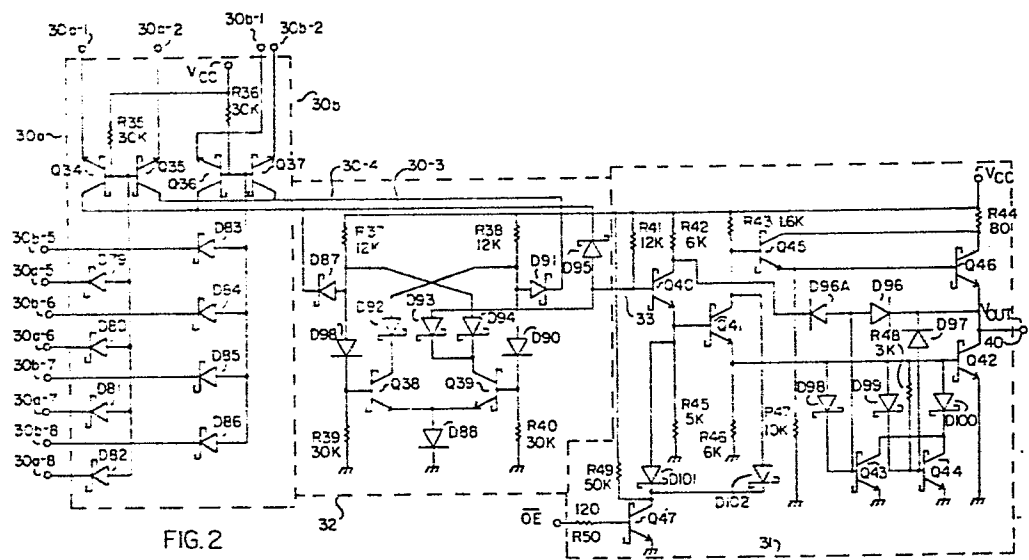 30a-1
30a-2
30b-1
30b-2
VCC
R36
30K
30b
30a
R35
30K
Q34
Q35
Q36
Q37
30-4
30-3
VCC
R44
80
30b-5
D83
D79
30a-5
R37
12K
D87
R38
12K
D91
D95
R41
12K
R42
6K
R43
1.6K
Q45
Q46
30b-6
D84
D92
D93
D94
33
Q40
D96A
D96
VOUT
40
D80
30a-6
D98
D90
Q41
R48
3K
D97
Q42
30b-7
D85
Q38
Q39
D98
D99
D100
D81
30a-7
R39
30K
D88
R40
30K
R45
5K
R46
6K
R47
10K
30b-8
D86
30a-8
D82
R49
50K
D101
D102
Q43
Q44
OE
120
R50
Q47
32
31
FIG.2